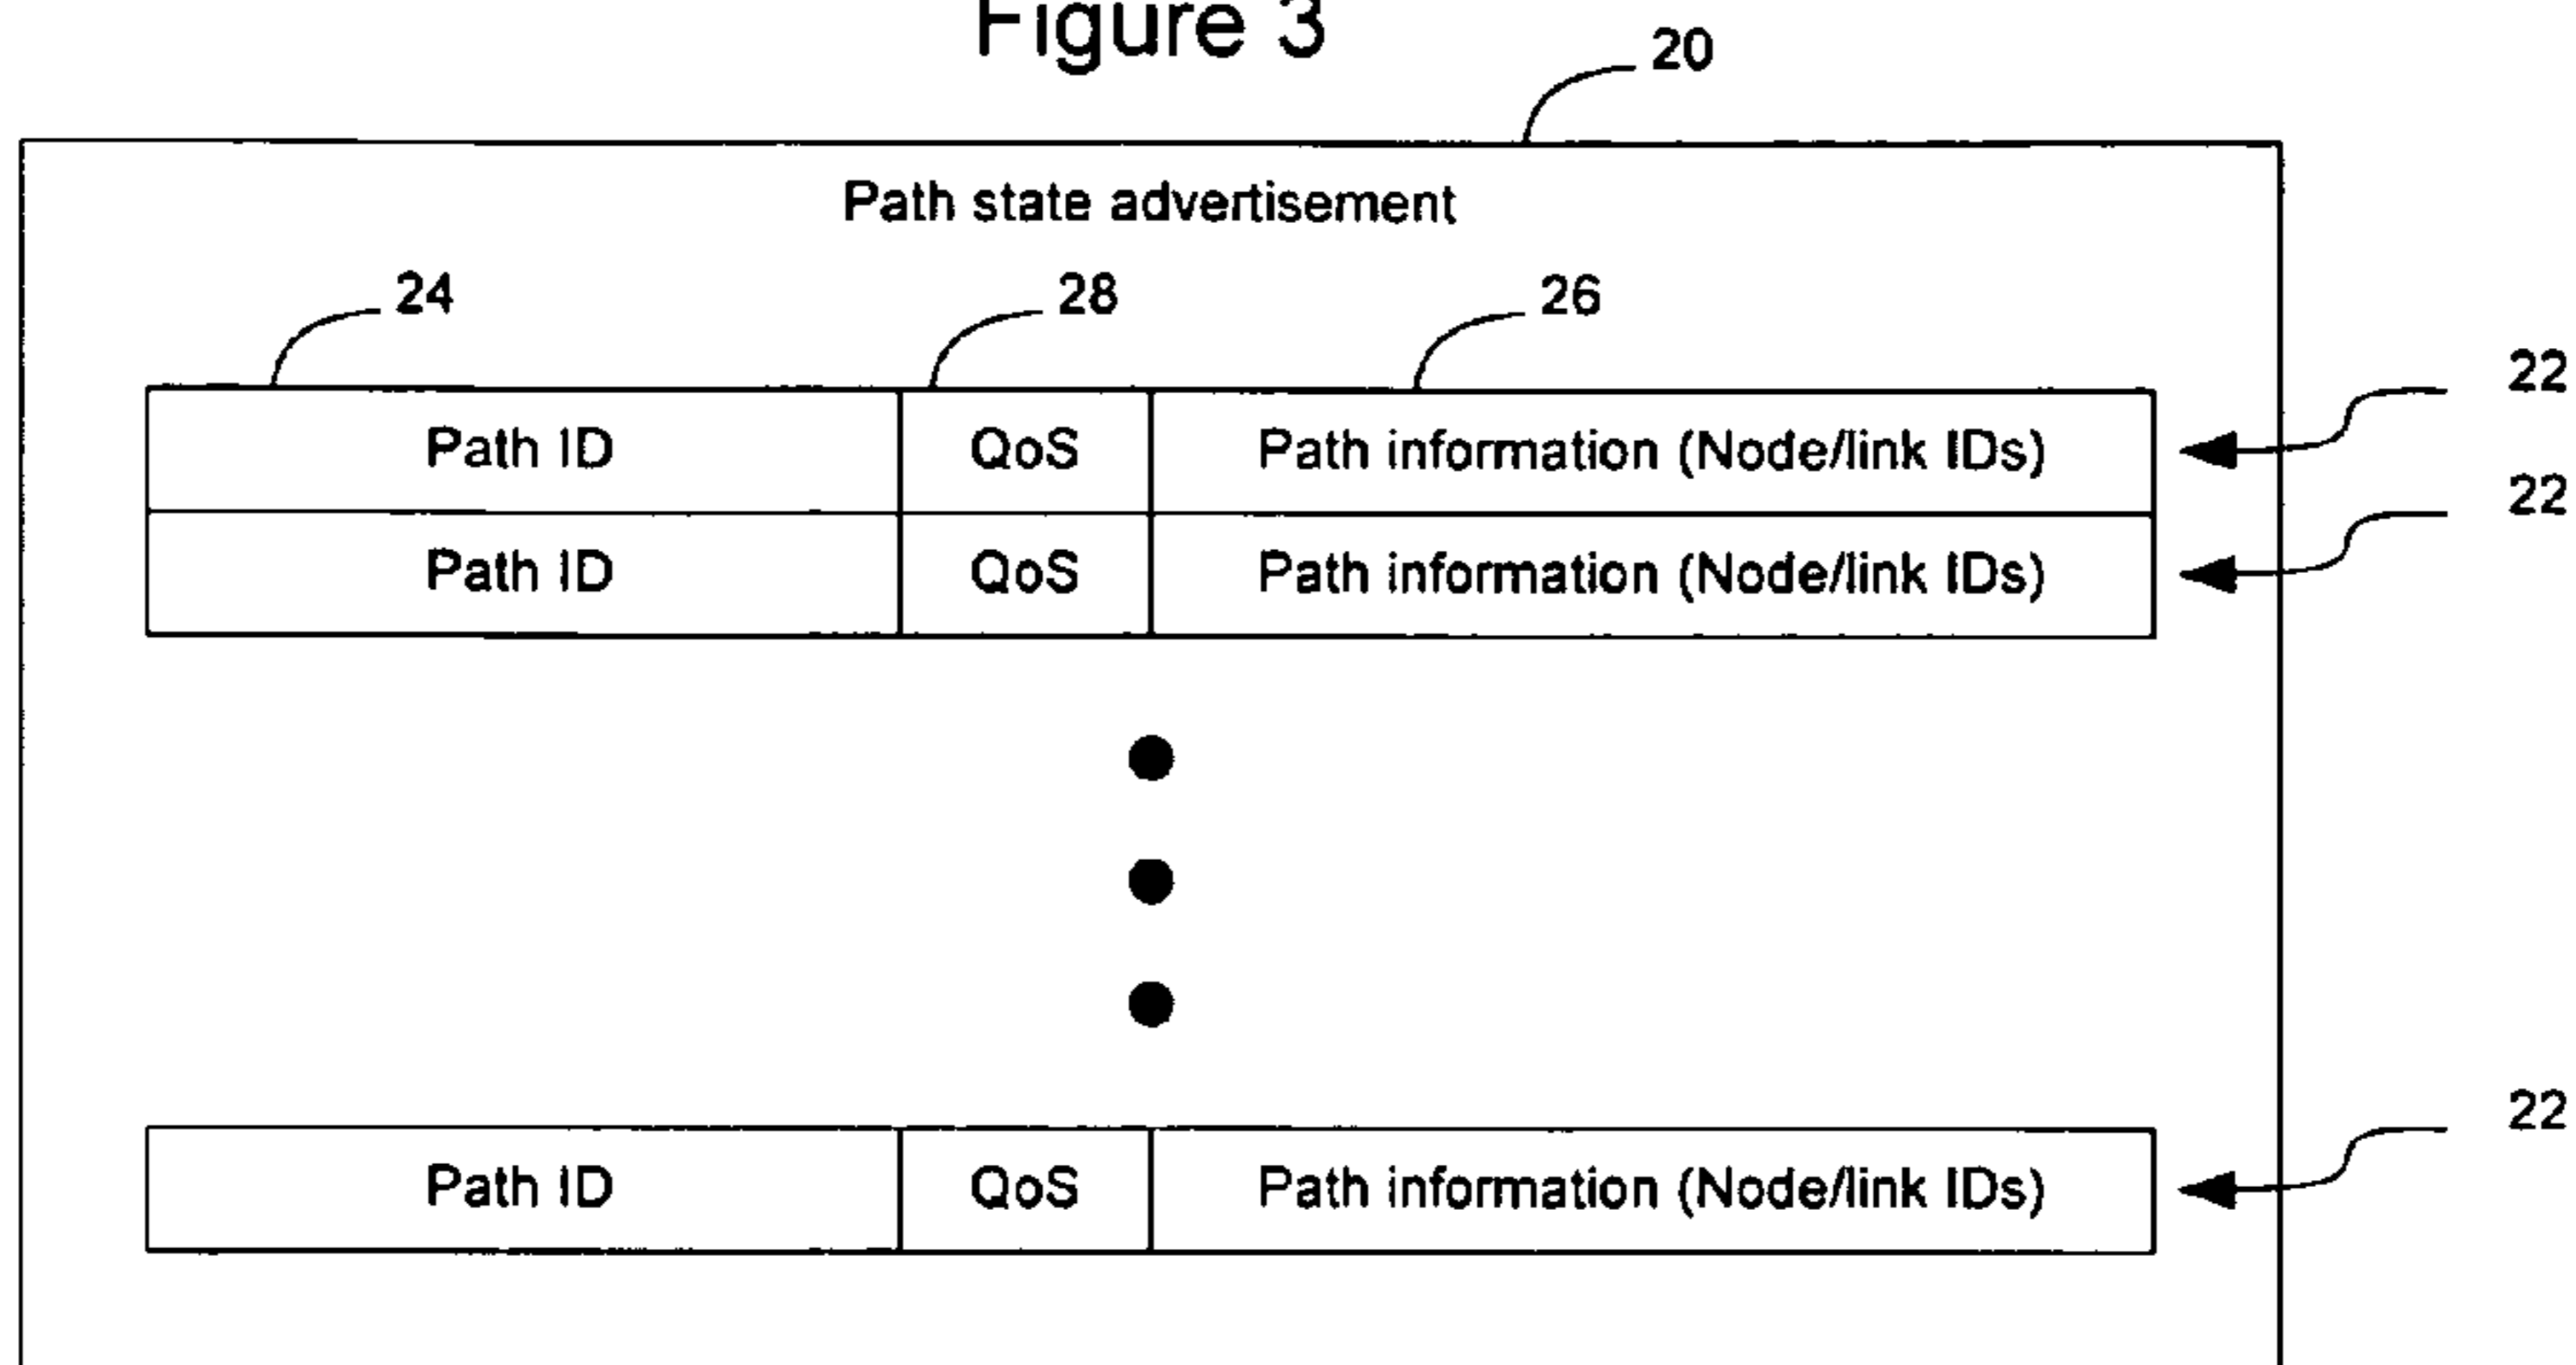 Figure 3
20
Path state advertisement
24 28 26
22
Path ID QoS Path information (Node/link IDs)
22
Path ID QoS Path information (Node/link IDs)
22
Path ID QoS Path information (Node/link IDs)